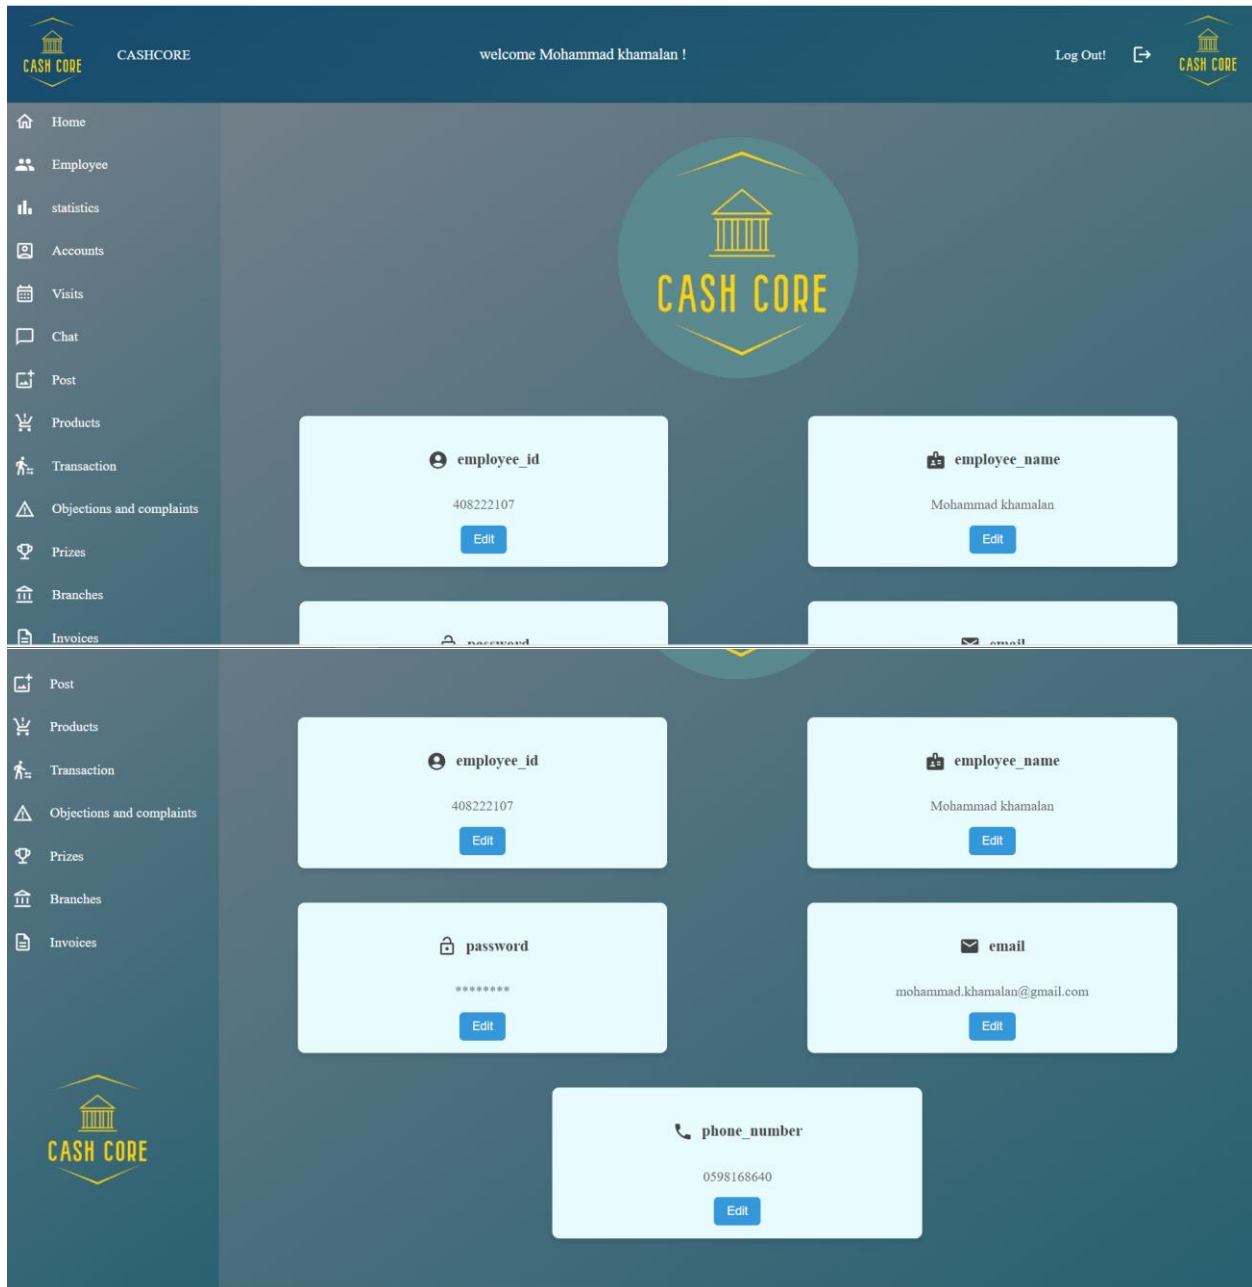 CASH CORE
CASHCORE
welcome Mohammad khamalan !
Log Out!
CASH CORE
Home
Employee
statistics
Accounts
Visits
Chat
Post
Products
Transaction
Objections and complaints
Prizes
Branches
Invoices
CASH CORE
employee_id
408222107
Edit
employee_name
Mohammad khamalan
Edit
password
email
Post
Products
Transaction
Objections and complaints
Prizes
Branches
Invoices
CASH CORE
employee_id
408222107
Edit
employee_name
Mohammad khamalan
Edit
password
********
Edit
email
mohammad.khamalan@gmail.com
Edit
phone_number
0598168640
Edit